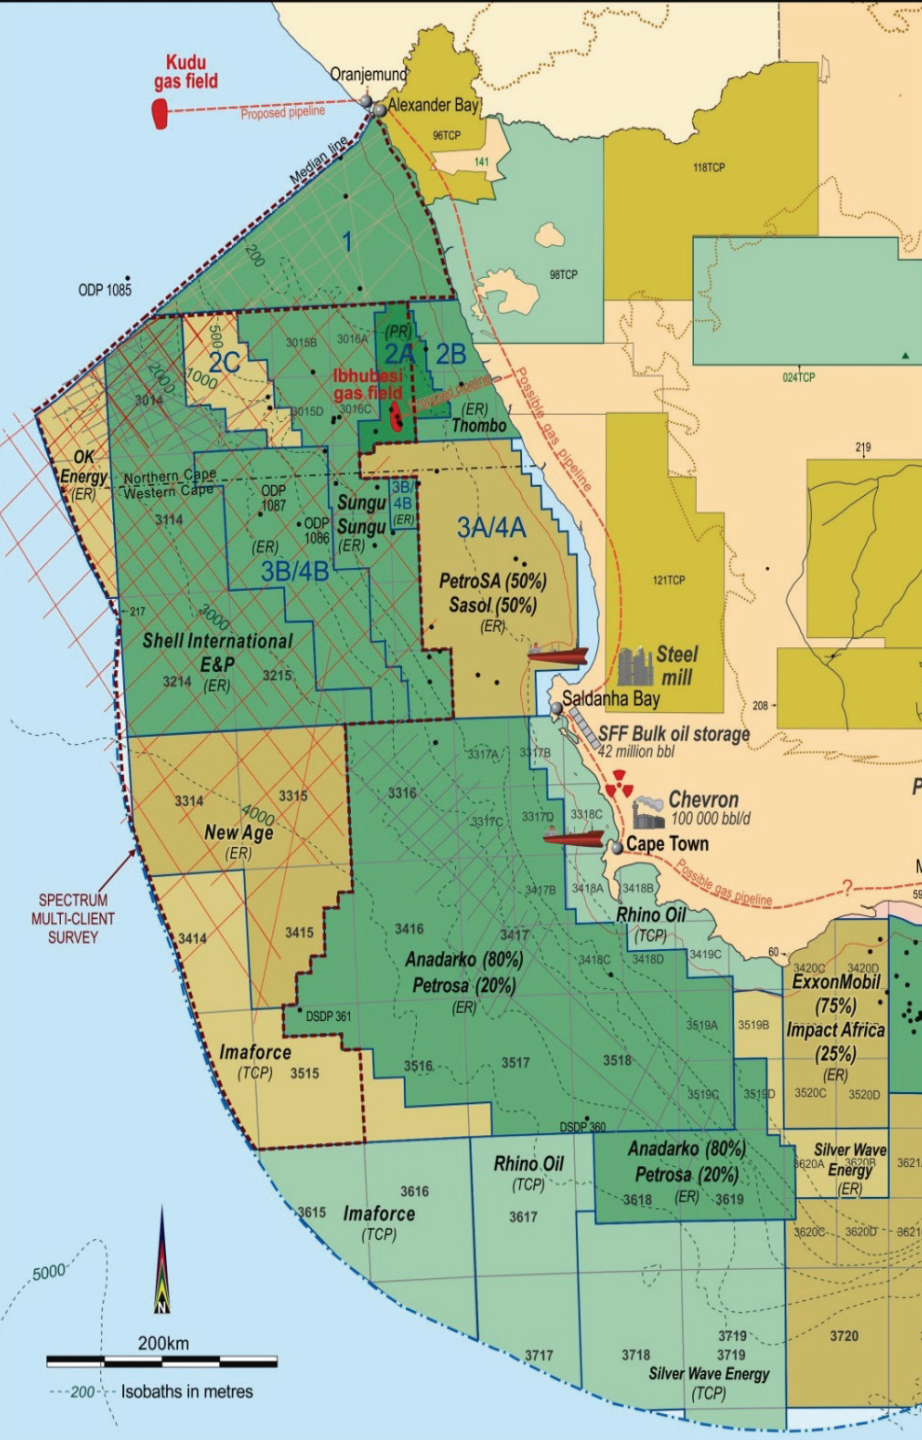 Kudu
gas field
Oranjemund
Alexander Bay
Proposed pipeline
96TCP
141
118TCP
Median line
200
1
98TCP
ODP 1085
024TCP
500
2C
2000
1000
3014
3015B
3016A
(PR)
2A
2B
Ibhubesi
gas field
3015D
3016C
Proposed pipeline
(ER)
Thombo
Possible gas pipeline
OK
Energy
(ER)
Northern Cape
Western Cape
219
3114
ODP
1087
ODP
1086
(ER)
Sungu
Sungu
(ER)
3B/
4B
(ER)
3A/4A
3B/4B
PetroSA (50%)
Sasol (50%)
(ER)
121TCP
217
3000
Shell International
E&P
(ER)
3214
3215
Steel
mill
Saldanha Bay
208
SFF Bulk oil storage
42 million bbl
3314
3315
4000
New Age
(ER)
3316
3317A
3317B
3317C
3317D
3318C
Chevron
100 000 bbl/d
P
Cape Town
Possible gas pipeline
?
SPECTRUM
MULTI-CLIENT
SURVEY
3417B
3418A
3418B
Rhino Oil
(TCP)
3414
3415
3416
3417
3418C
3418D
3419C
60
59
Anadarko (80%)
Petrosa (20%)
(ER)
3420C
3420D
ExxonMobil
(75%)
Impact Africa
(25%)
(ER)
DSDP 361
3519A
3519B
Imaforce
(TCP)
3515
3516
3517
3518
3519C
3519D
3520C
3520D
DSDP 360
Anadarko (80%)
Petrosa (20%)
(ER)
3618
3619
Silver Wave
Energy
(ER)
3620A
3620B
3621
Rhino Oil
(TCP)
3617
3615
3616
Imaforce
(TCP)
3620C
3620D
3621
5000
N
200km
200
Isobaths in metres
3717
3718
3719
3719
3720
Silver Wave Energy
(TCP)